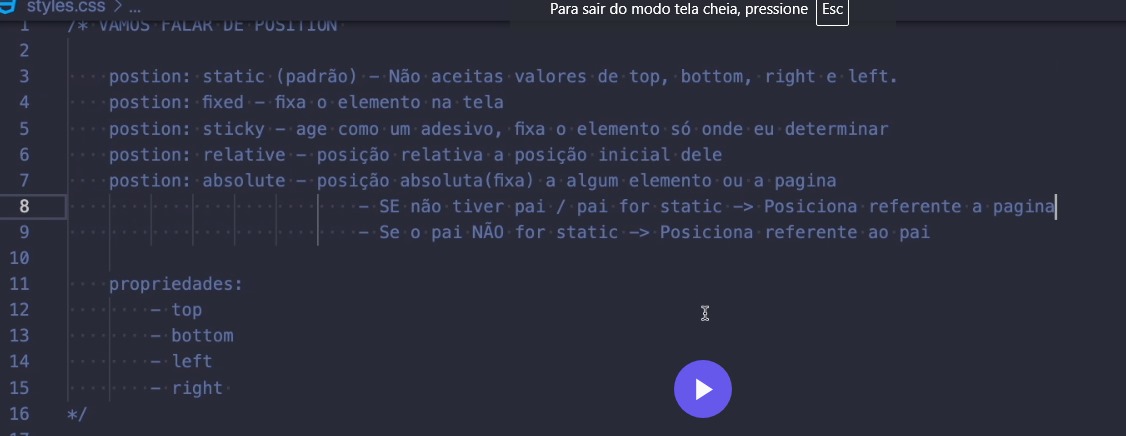 styles.css > ...
Para sair do modo tela cheia, pressione Esc
1 /* VAMOS FALAR DE POSITION
2
3 postion: static (padrão) - Não aceitas valores de top, bottom, right e left.
4 postion: fixed - fixa o elemento na tela
5 postion: sticky - age como um adesivo, fixa o elemento só onde eu determinar
6 postion: relative - posição relativa a posição inicial dele
7 postion: absolute - posição absoluta(fixa) a algum elemento ou a pagina
8 - SE não tiver pai / pai for static -> Posiciona referente a pagina
9 - Se o pai NÃO for static -> Posiciona referente ao pai
10
11 propriedades:
12 - top
13 - bottom
14 - left
15 - right
16 */
17